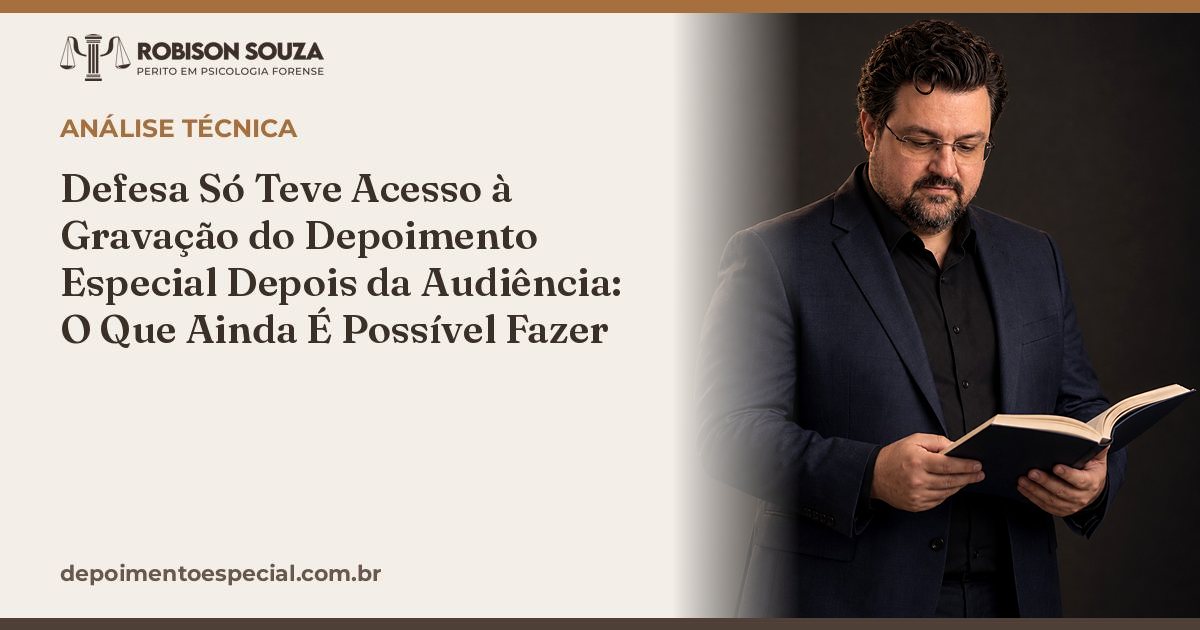 ROBISON SOUZA
PERITO EM PSICOLOGIA FORENSE
ANÁLISE TÉCNICA
Defesa Só Teve Acesso à
Gravação do Depoimento
Especial Depois da Audiência:
O Que Ainda É Possível Fazer
depoimentoespecial.com.br